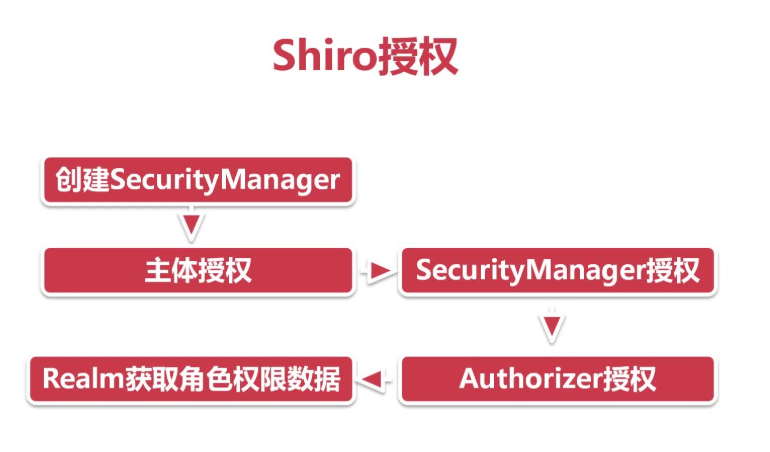 Shiro授权
创建SecurityManager
主体授权
SecurityManager授权
Authorizer授权
Realm获取角色权限数据